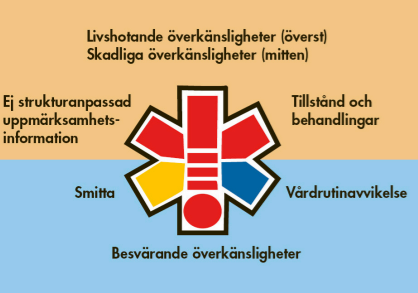 Livshotande överkänsligheter (överst)
Skadliga överkänsligheter (mitten)
Ej strukturanpassad
uppmärksamhets-
information
Tillstånd och
behandlingar
Smitta
Vårdrutinavvikelse
Besvärande överkänsligheter